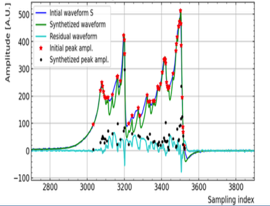 Amplitude [A.U.]
500
400
300
200
100
0
−100
Intial waveform S
Synthetized waveform
Residual waveform
Initial peak ampl.
Synthetized peak ampl.
2800 3000 3200 3400 3600 3800
Sampling index